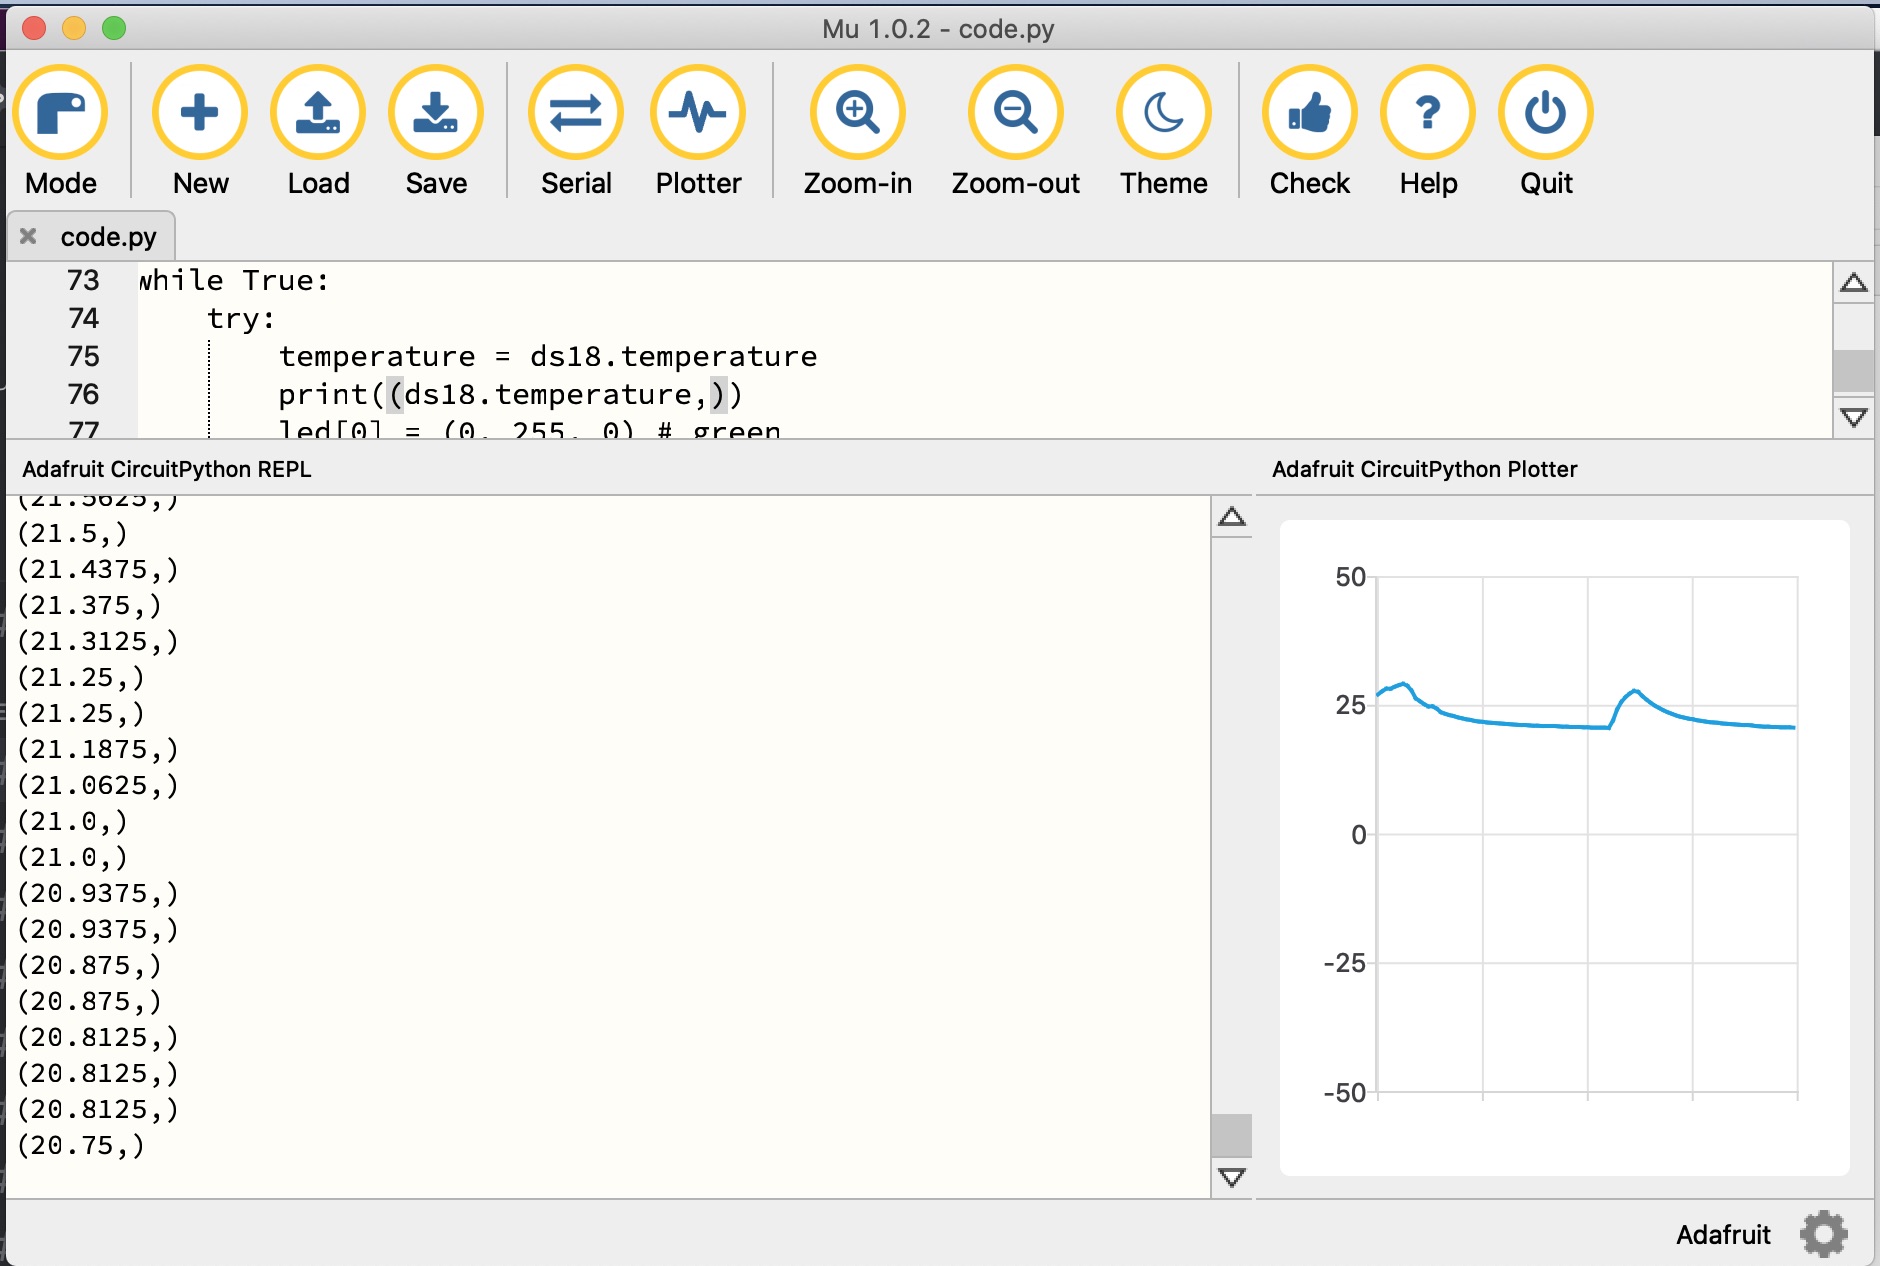 Mu 1.0.2 - code.py
Mode New Load Save Serial Plotter Zoom-in Zoom-out Theme Check Help Quit
code.py
73 while True:
74 try:
75 temperature = ds18.temperature
76 print((ds18.temperature,))
77 led[0] = (0, 255, 0) # green
Adafruit CircuitPython REPL
(21.5625,)
(21.5,)
(21.4375,)
(21.375,)
(21.3125,)
(21.25,)
(21.25,)
(21.1875,)
(21.0625,)
(21.0,)
(21.0,)
(20.9375,)
(20.9375,)
(20.875,)
(20.875,)
(20.8125,)
(20.8125,)
(20.8125,)
(20.75,)
Adafruit CircuitPython Plotter
50
25
0
-25
-50
Adafruit